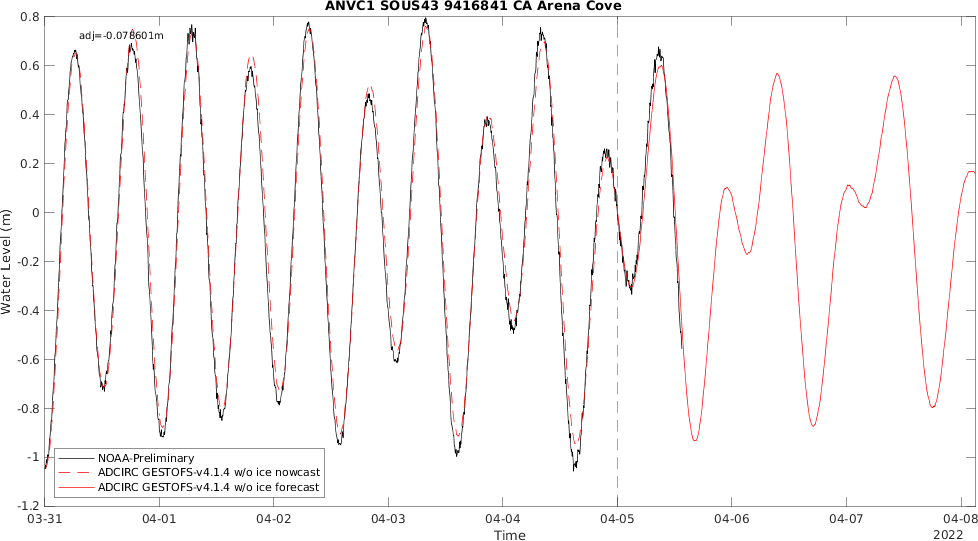 ANVC1 SOUS43 9416841 CA Arena Cove
adj=-0.078601m
0.8
0.6
0.4
0.2
0
-0.2
-0.4
-0.6
-0.8
-1
-1.2
Water Level (m)
NOAA-Preliminary
ADCIRC GESTOFS-v4.1.4 w/o ice nowcast
ADCIRC GESTOFS-v4.1.4 w/o ice forecast
03-31 04-01 04-02 04-03 04-04 04-05 04-06 04-07 04-08
Time
2022